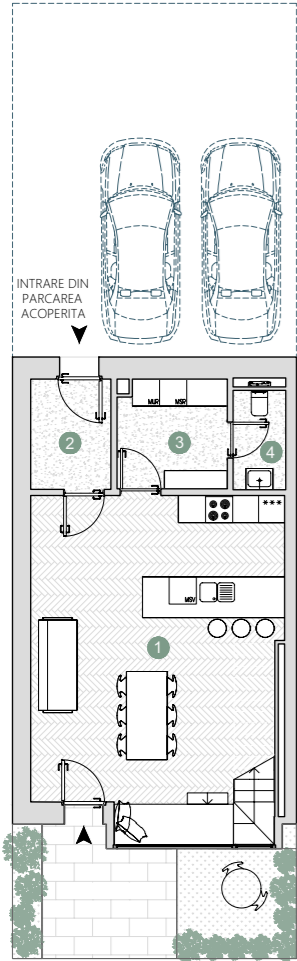 INTRARE DIN
PARCAREA
ACOPERITA
2
MUR MSR
3
4
***
MSV
1